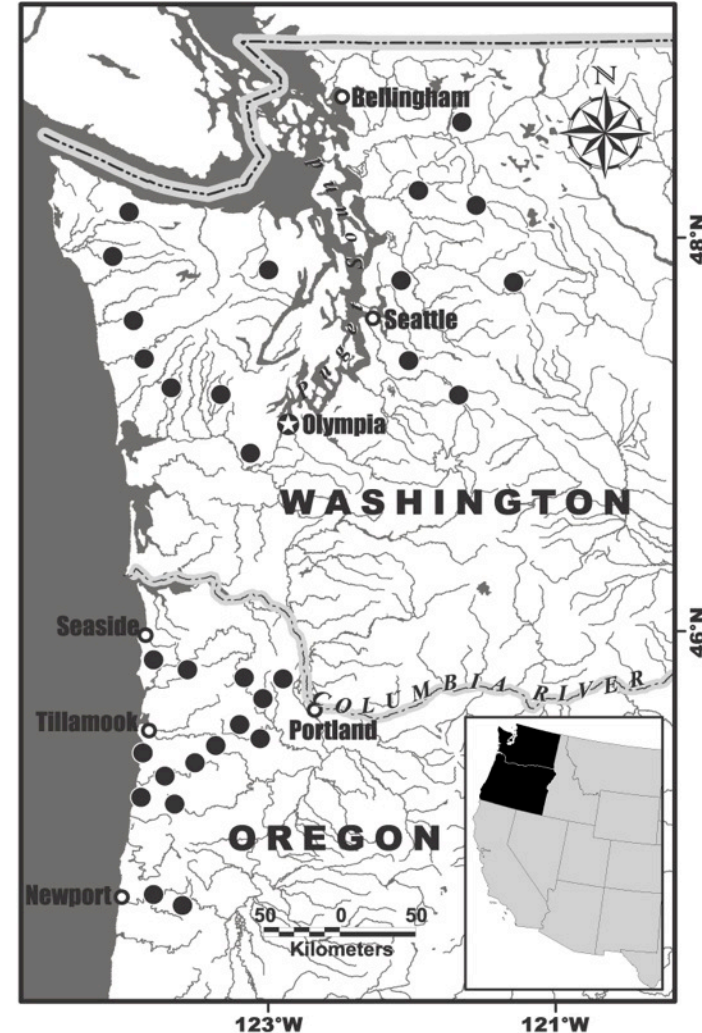 N
Bellingham
Puget Sound
48°N
Seattle
Olympia
WASHINGTON
Seaside
46°N
COLUMBIA RIVER
Tillamook
Portland
OREGON
Newport
50 0 50
Kilometers
123°W 121°W